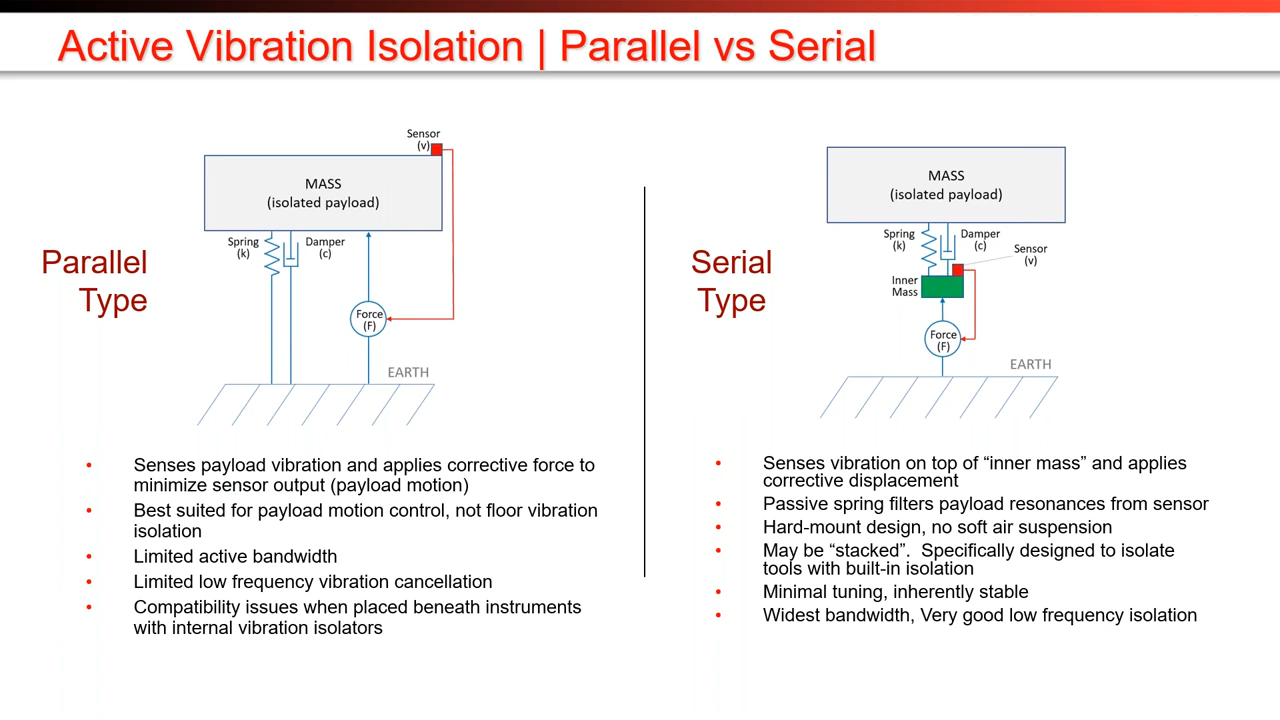 Active Vibration Isolation | Parallel vs Serial
Parallel
Type
Sensor
(v)
MASS
(isolated payload)
Spring
(k)
Damper
(c)
Force
(F)
EARTH
• Senses payload vibration and applies corrective force to
minimize sensor output (payload motion)
• Best suited for payload motion control, not floor vibration
isolation
• Limited active bandwidth
• Limited low frequency vibration cancellation
• Compatibility issues when placed beneath instruments
with internal vibration isolators
Serial
Type
MASS
(isolated payload)
Spring
(k)
Damper
(c)
Sensor
(v)
Inner
Mass
Force
(F)
EARTH
• Senses vibration on top of “inner mass” and applies
corrective displacement
• Passive spring filters payload resonances from sensor
• Hard-mount design, no soft air suspension
• May be “stacked”.  Specifically designed to isolate
tools with built-in isolation
• Minimal tuning, inherently stable
• Widest bandwidth, Very good low frequency isolation